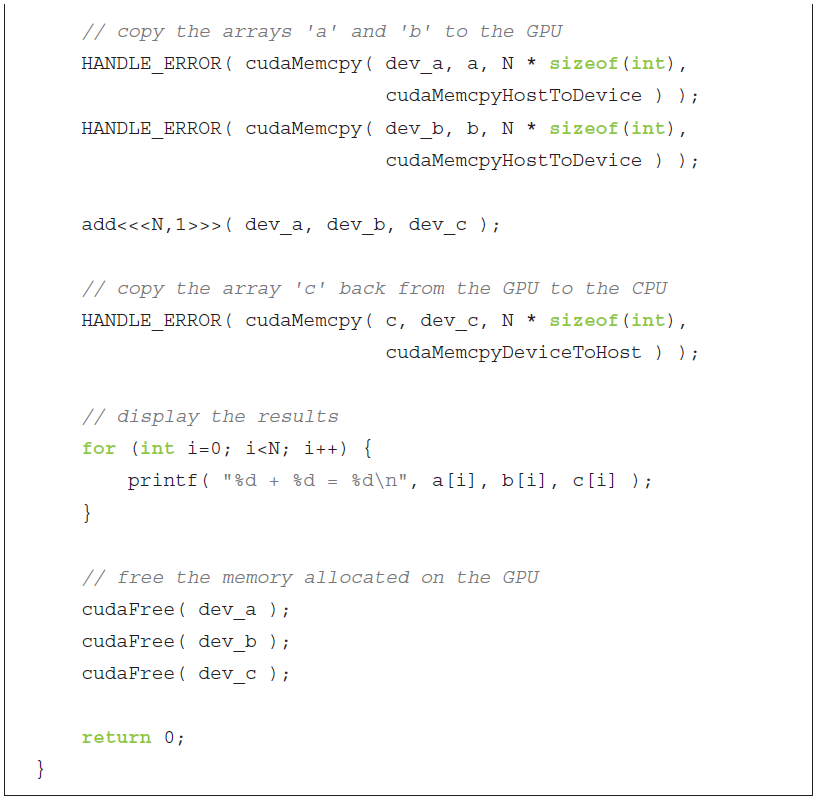 // copy the arrays 'a' and 'b' to the GPU
HANDLE_ERROR( cudaMemcpy( dev_a, a, N * sizeof(int),
cudaMemcpyHostToDevice ) );
HANDLE_ERROR( cudaMemcpy( dev_b, b, N * sizeof(int),
cudaMemcpyHostToDevice ) );
add<<<N,1>>>( dev_a, dev_b, dev_c );
// copy the array 'c' back from the GPU to the CPU
HANDLE_ERROR( cudaMemcpy( c, dev_c, N * sizeof(int),
cudaMemcpyDeviceToHost ) );
// display the results
for (int i=0; i<N; i++) {
printf( "%d + %d = %d\n", a[i], b[i], c[i] );
}
// free the memory allocated on the GPU
cudaFree( dev_a );
cudaFree( dev_b );
cudaFree( dev_c );
return 0;
}